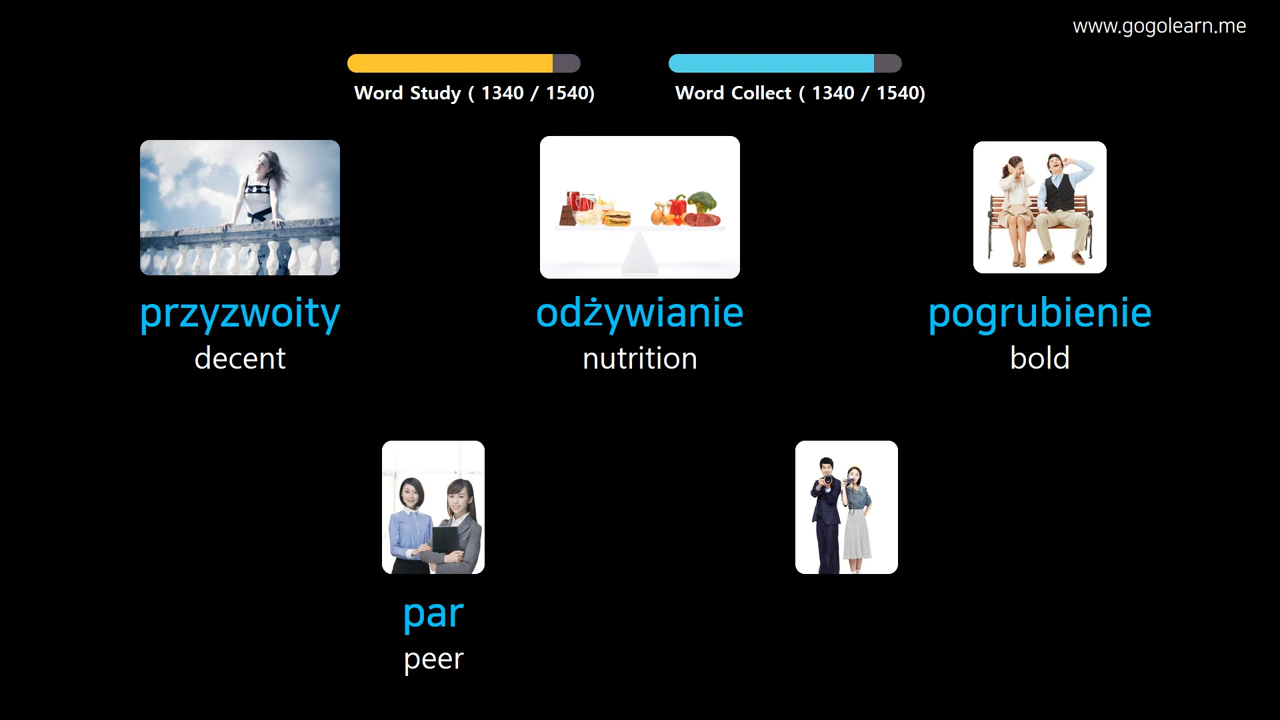 www.gogolearn.me
Word Study ( 1340 / 1540)
Word Collect ( 1340 / 1540)
przyzwoity
decent
odżywianie
nutrition
pogrubienie
bold
par
peer